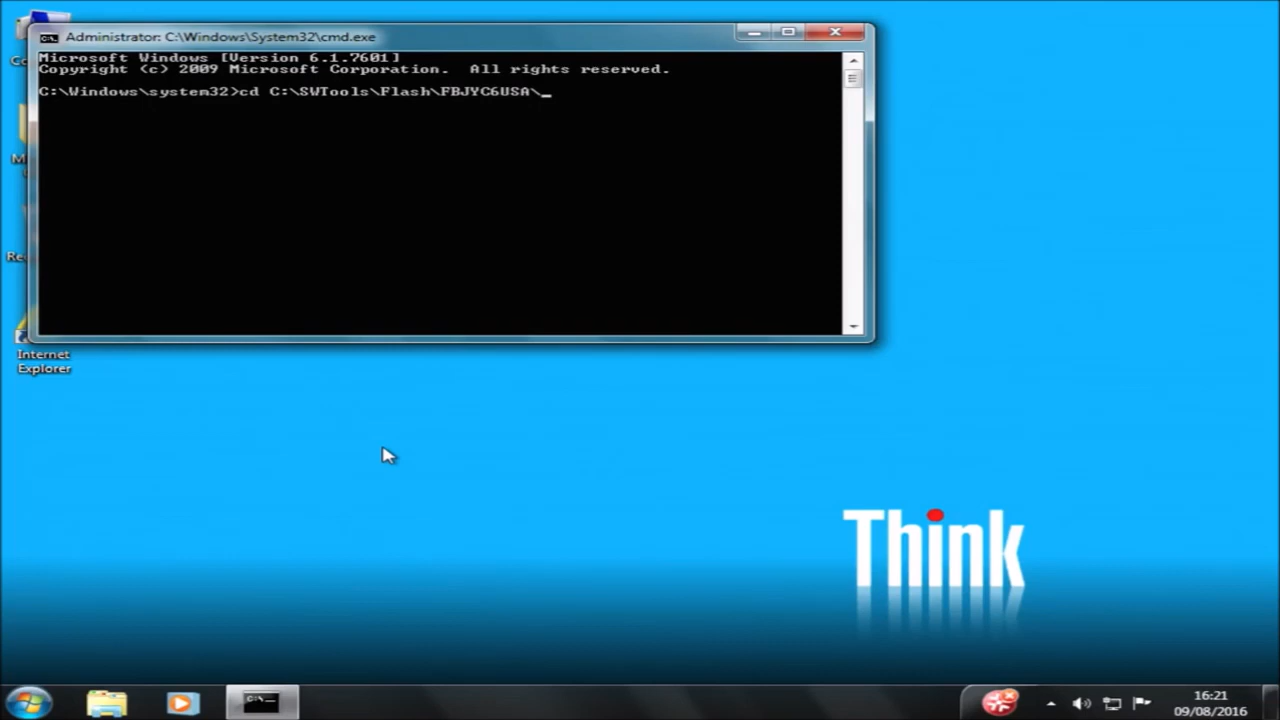 Administrator: C:\Windows\System32\cmd.exe
Microsoft Windows [Version 6.1.7601]
Copyright (c) 2009 Microsoft Corporation.  All rights reserved.
C:\Windows\system32>cd C:\SWTools\Flash\FBJYC6USA\_
Internet
Explorer
Think
C:\
16:21
09/08/2016